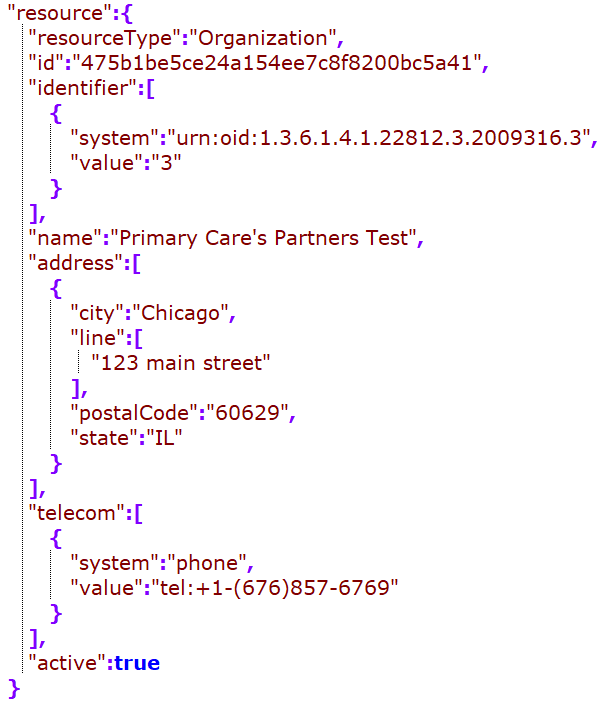 "resource":{
"resourceType":"Organization",
"id":"475b1be5ce24a154ee7c8f8200bc5a41",
"identifier":[
{
"system":"urn:oid:1.3.6.1.4.1.22812.3.2009316.3",
"value":"3"
}
],
"name":"Primary Care's Partners Test",
"address":[
{
"city":"Chicago",
"line":[
"123 main street"
],
"postalCode":"60629",
"state":"IL"
}
],
"telecom":[
{
"system":"phone",
"value":"tel:+1-(676)857-6769"
}
],
"active":true
}